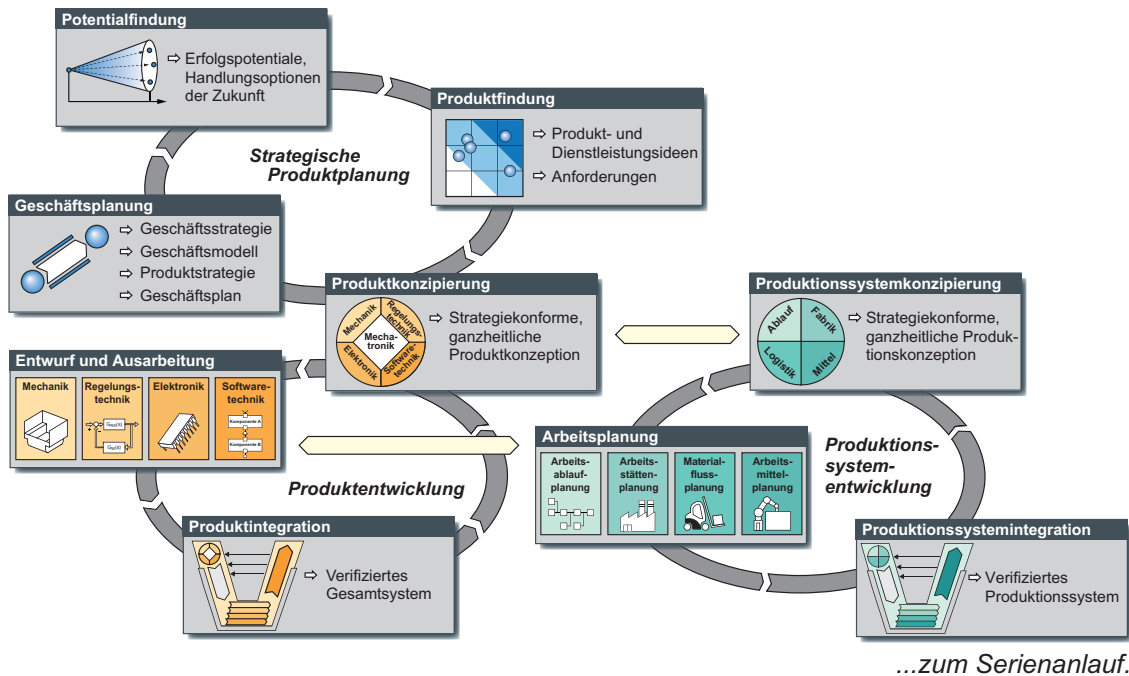 Potentialfindung
Erfolgspotentiale,
Handlungsoptionen
der Zukunft
Produktfindung
Produkt- und
Dienstleistungsideen
Anforderungen
Strategische
Produktplanung
Geschäftsplanung
Geschäftsstrategie
Geschäftsmodell
Produktstrategie
Geschäftsplan
Produktkonzipierung
Mechanik
Regelungs-
technik
Mecha-
tronik
Elektronik
Software-
technik
Strategiekonforme,
ganzheitliche
Produktkonzeption
Produktionssystemkonzipierung
Ablauf
Fabrik
Logistik
Mittel
Strategiekonforme,
ganzheitliche Produk-
tionskonzeption
Entwurf und Ausarbeitung
Mechanik
Regelungs-
technik
Elektronik
Software-
technik
Komponente A
Komponente B
Produktentwicklung
Arbeitsplanung
Arbeits-
ablauf-
planung
Arbeits-
stätten-
planung
Material-
fluss-
planung
Arbeits-
mittel-
planung
Produktions-
system-
entwicklung
Produktintegration
Verifiziertes
Gesamtsystem
Produktionssystemintegration
Verifiziertes
Produktionssystem
...zum Serienanlauf.